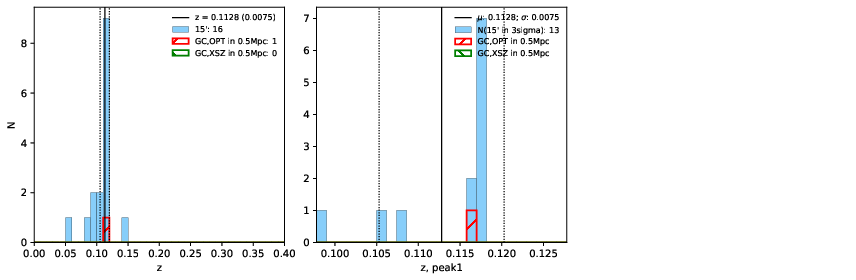 z = 0.1128 (0.0075)
15': 16
GC,OPT in 0.5Mpc: 1
GC,XSZ in 0.5Mpc: 0
8
6
4
2
0
N
0.00 0.05 0.10 0.15 0.20 0.25 0.30 0.35 0.40
z
μ: 0.1128; σ: 0.0075
N(15' in 3sigma): 13
GC,OPT in 0.5Mpc
GC,XSZ in 0.5Mpc
7
6
5
4
3
2
1
0
0.100 0.105 0.110 0.115 0.120 0.125
z, peak1